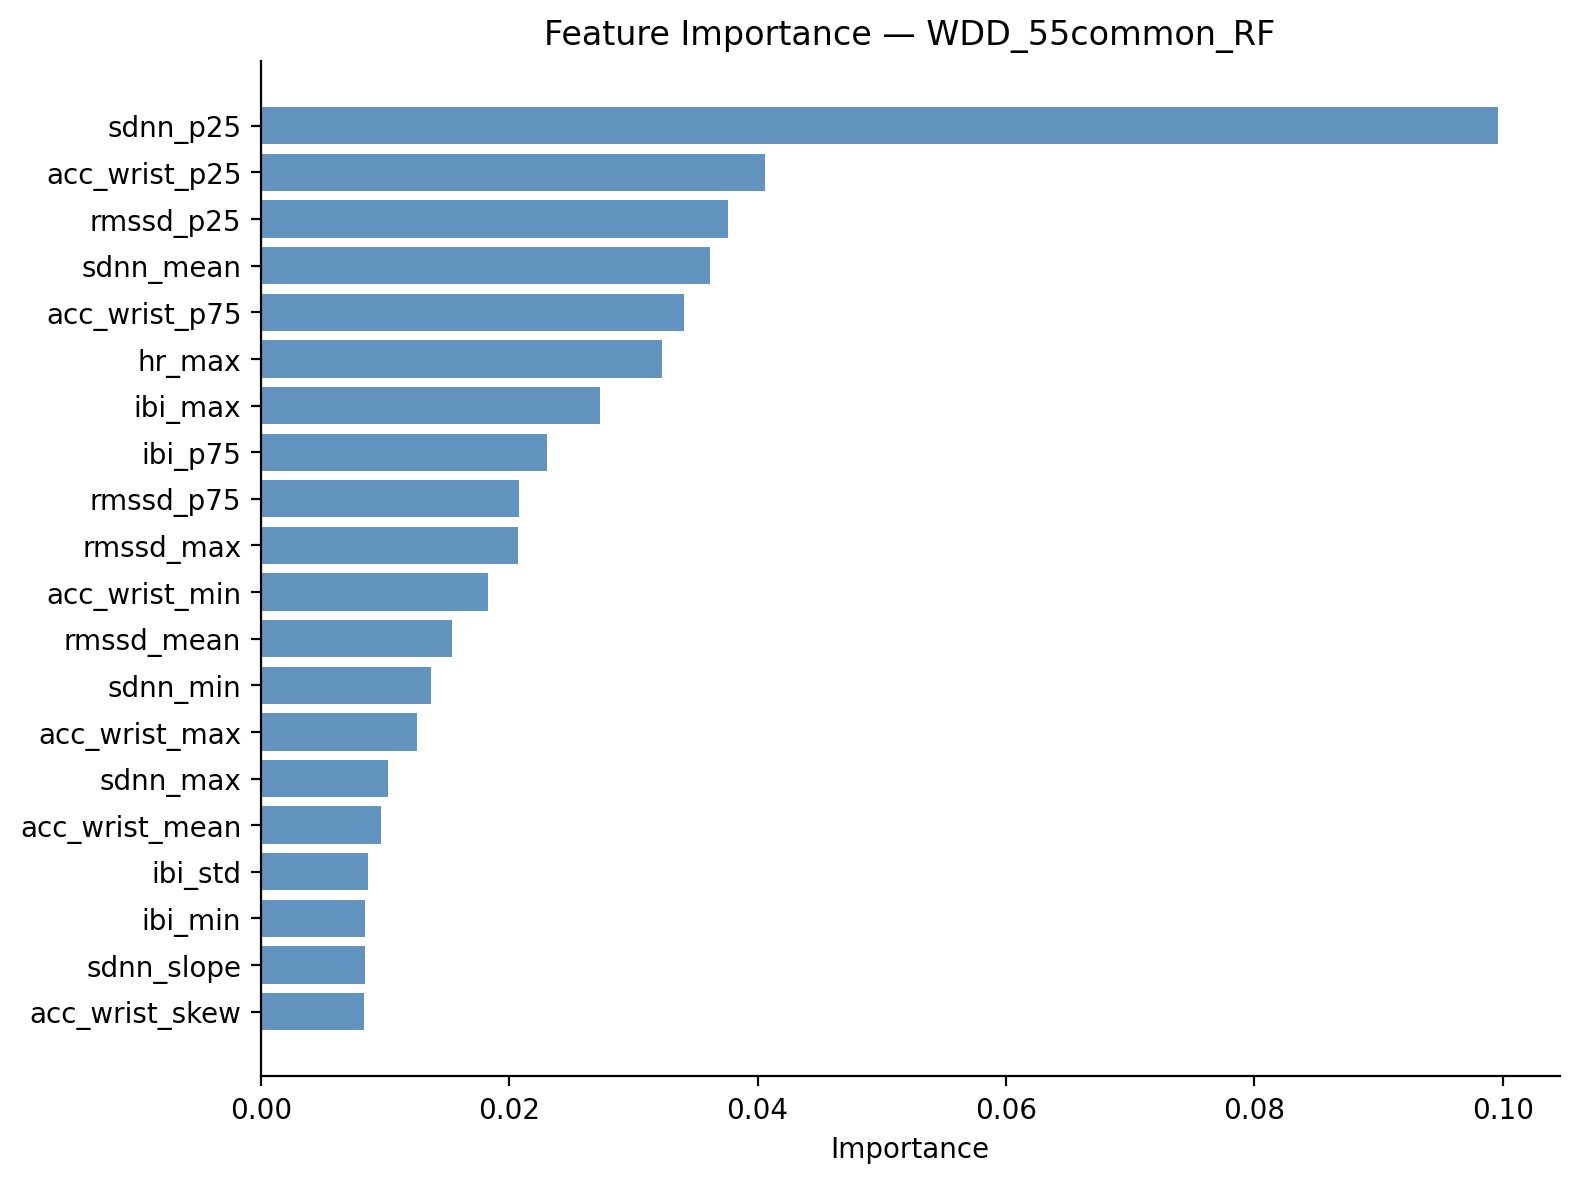 Feature Importance — WDD_55common_RF
sdnn_p25
acc_wrist_p25
rmssd_p25
sdnn_mean
acc_wrist_p75
hr_max
ibi_max
ibi_p75
rmssd_p75
rmssd_max
acc_wrist_min
rmssd_mean
sdnn_min
acc_wrist_max
sdnn_max
acc_wrist_mean
ibi_std
ibi_min
sdnn_slope
acc_wrist_skew
0.00 0.02 0.04 0.06 0.08 0.10
Importance